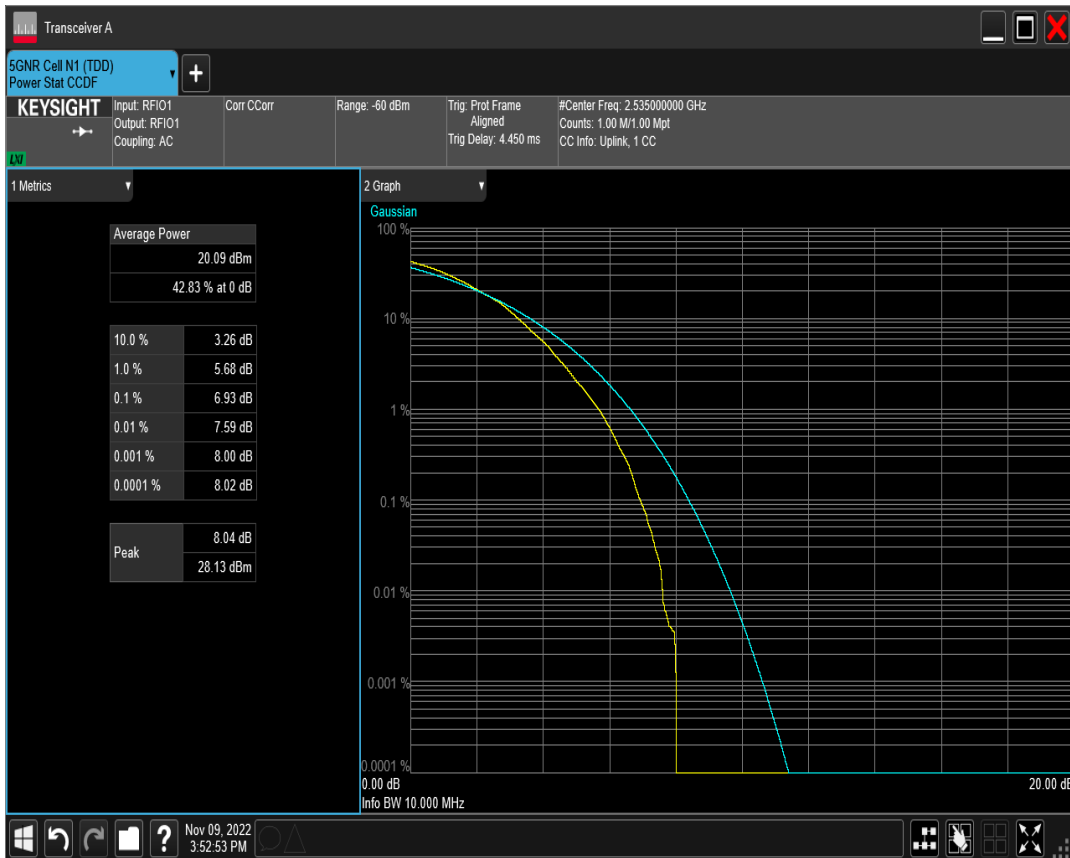 Transceiver A
5GNR Cell N1 (TDD)
Power Stat CCDF
+
KEYSIGHT
LXI
Input: RFIO1
Output: RFIO1
Coupling: AC
Corr CCorr
Range: -60 dBm
Trig: Prot Frame
Aligned
Trig Delay: 4.450 ms
#Center Freq: 2.535000000 GHz
Counts: 1.00 M/1.00 Mpt
CC Info: Uplink, 1 CC
1 Metrics
Average Power
20.09 dBm
42.83 % at 0 dB
10.0 % 3.26 dB
1.0 % 5.68 dB
0.1 % 6.93 dB
0.01 % 7.59 dB
0.001 % 8.00 dB
0.0001 % 8.02 dB
Peak
8.04 dB
28.13 dBm
2 Graph
Gaussian
100 %
10 %
1 %
0.1 %
0.01 %
0.001 %
0.0001 %
0.00 dB
20.00 dB
Info BW 10.000 MHz
?
Nov 09, 2022
3:52:53 PM